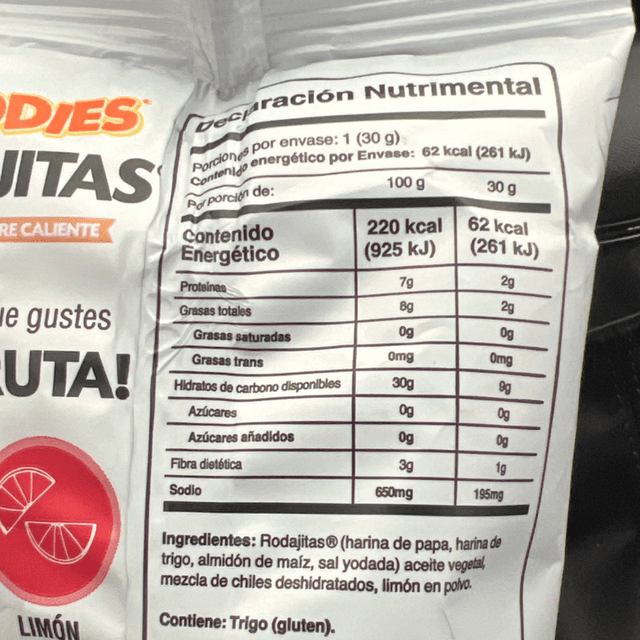 DDIES
JITAS
RE CALIENTE
ue gustes
RUTA!
LIMÓN
Declaración Nutrimental
Porciones por envase: 1 (30 g)
Contenido energético por Envase: 62 kcal (261 kJ)
Por porción de: 100 g 30 g
Contenido Energético 220 kcal (925 kJ) 62 kcal (261 kJ)
Proteínas 7g 2g
Grasas totales 8g 2g
Grasas saturadas 0g 0g
Grasas trans 0mg 0mg
Hidratos de carbono disponibles 30g 9g
Azúcares 0g 0g
Azúcares añadidos 0g 0g
Fibra dietética 3g 1g
Sodio 650mg 195mg
Ingredientes: Rodajitas® (harina de papa, harina de
trigo, almidón de maíz, sal yodada) aceite vegetal,
mezcla de chiles deshidratados, limón en polvo.
Contiene: Trigo (gluten).